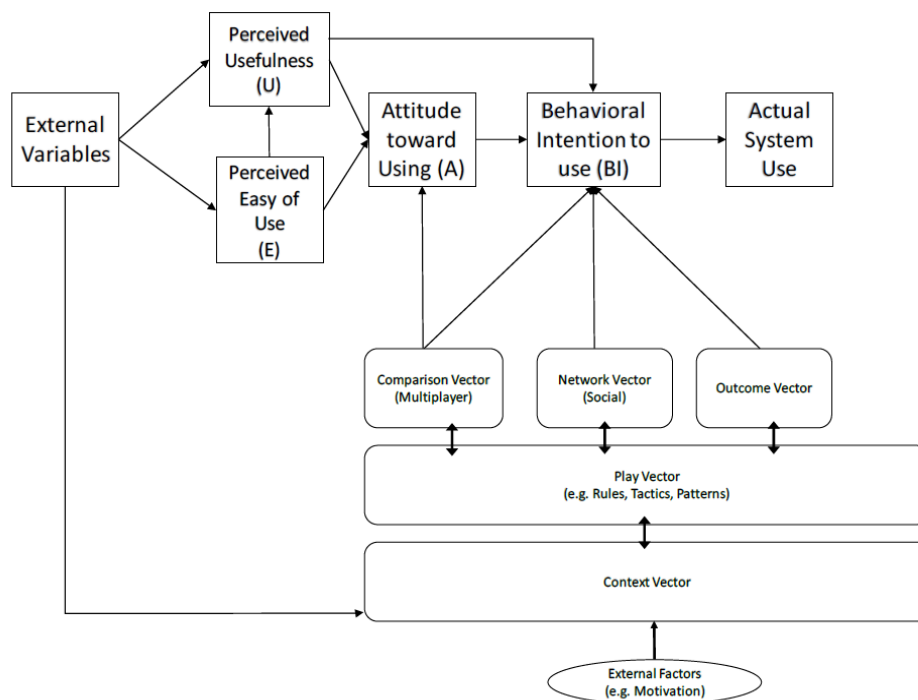 Perceived
Usefulness
(U)
External
Variables
Perceived
Easy of
Use
(E)
Attitude
toward
Using (A)
Behavioral
Intention to
use (BI)
Actual
System
Use
Comparison Vector
(Multiplayer)
Network Vector
(Social)
Outcome Vector
Play Vector
(e.g. Rules, Tactics, Patterns)
Context Vector
External Factors
(e.g. Motivation)